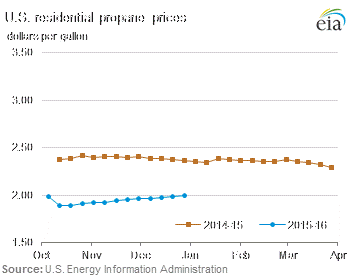 U.S. residential propane prices
dollars per gallon
eia
3.50
3.00
2.50
2.00
1.50
Oct Nov Dec Jan Feb Mar Apr
2014-15 2015-16
Source: U.S. Energy Information Administration